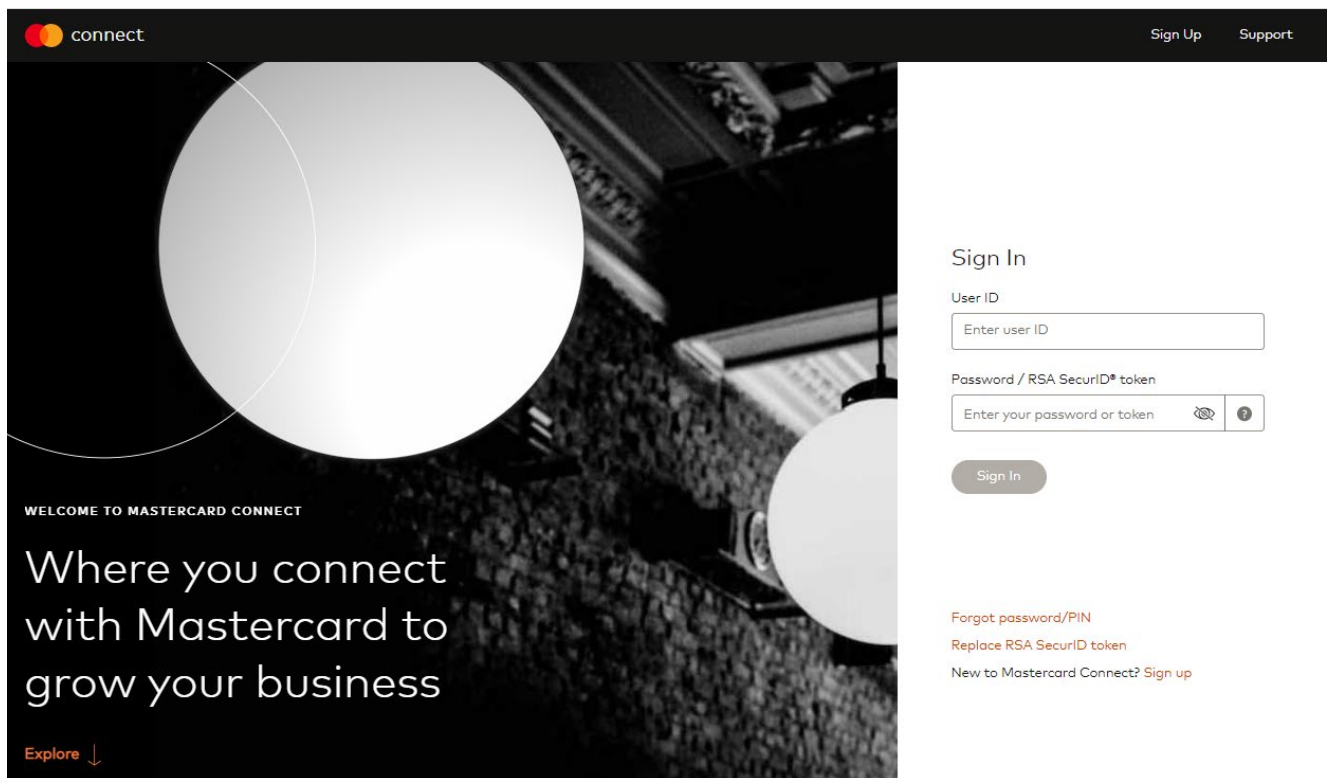 connect
Sign Up
Support
WELCOME TO MASTERCARD CONNECT
Where you connect
with Mastercard to
grow your business
Explore
Sign In
User ID
Enter user ID
Password / RSA SecurID® token
Enter your password or token
?
Sign In
Forgot password/PIN
Replace RSA SecurID token
New to Mastercard Connect? Sign up